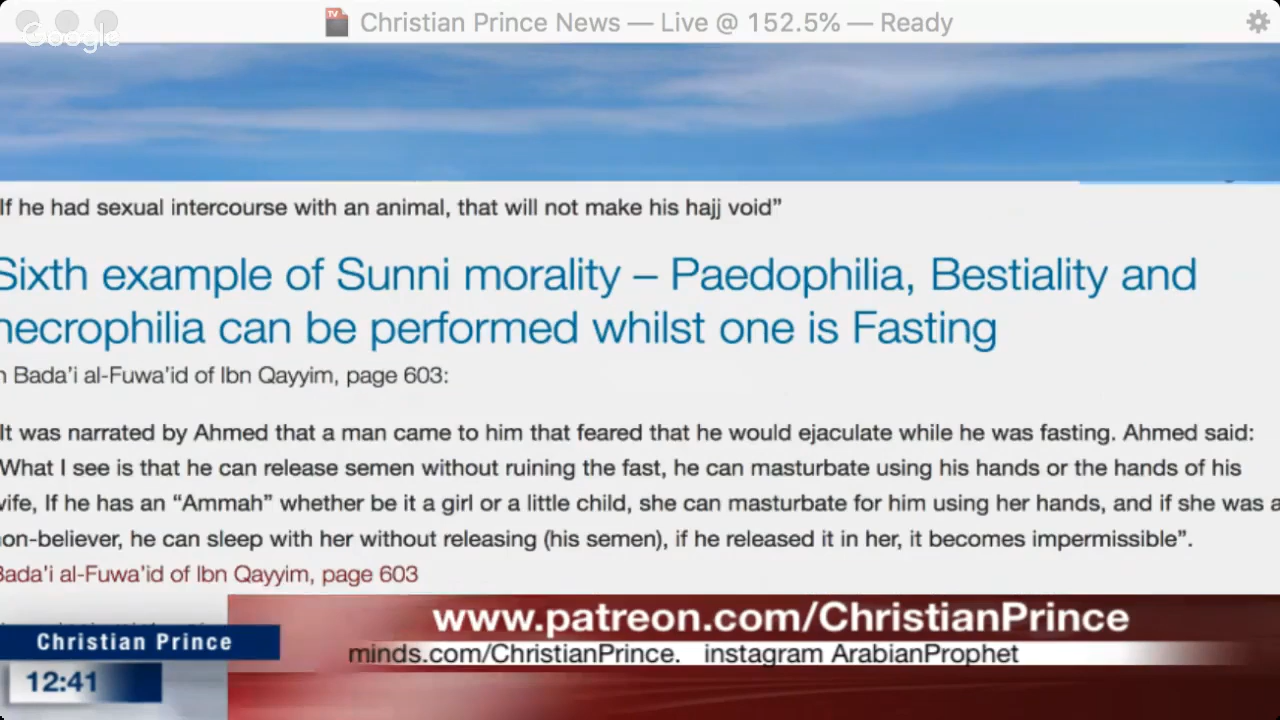 Google
Christian Prince News — Live @ 152.5% — Ready
If he had sexual intercourse with an animal, that will not make his hajj void”
Sixth example of Sunni morality – Paedophilia, Bestiality and
necrophilia can be performed whilst one is Fasting
n Bada’i al-Fuwa’id of Ibn Qayyim, page 603:
It was narrated by Ahmed that a man came to him that feared that he would ejaculate while he was fasting. Ahmed said:
What I see is that he can release semen without ruining the fast, he can masturbate using his hands or the hands of his
wife, If he has an “Ammah” whether be it a girl or a little child, she can masturbate for him using her hands, and if she was a
non-believer, he can sleep with her without releasing (his semen), if he released it in her, it becomes impermissible”.
Bada’i al-Fuwa’id of Ibn Qayyim, page 603
www.patreon.com/ChristianPrince
Christian Prince
minds.com/ChristianPrince. instagram ArabianProphet
12:41